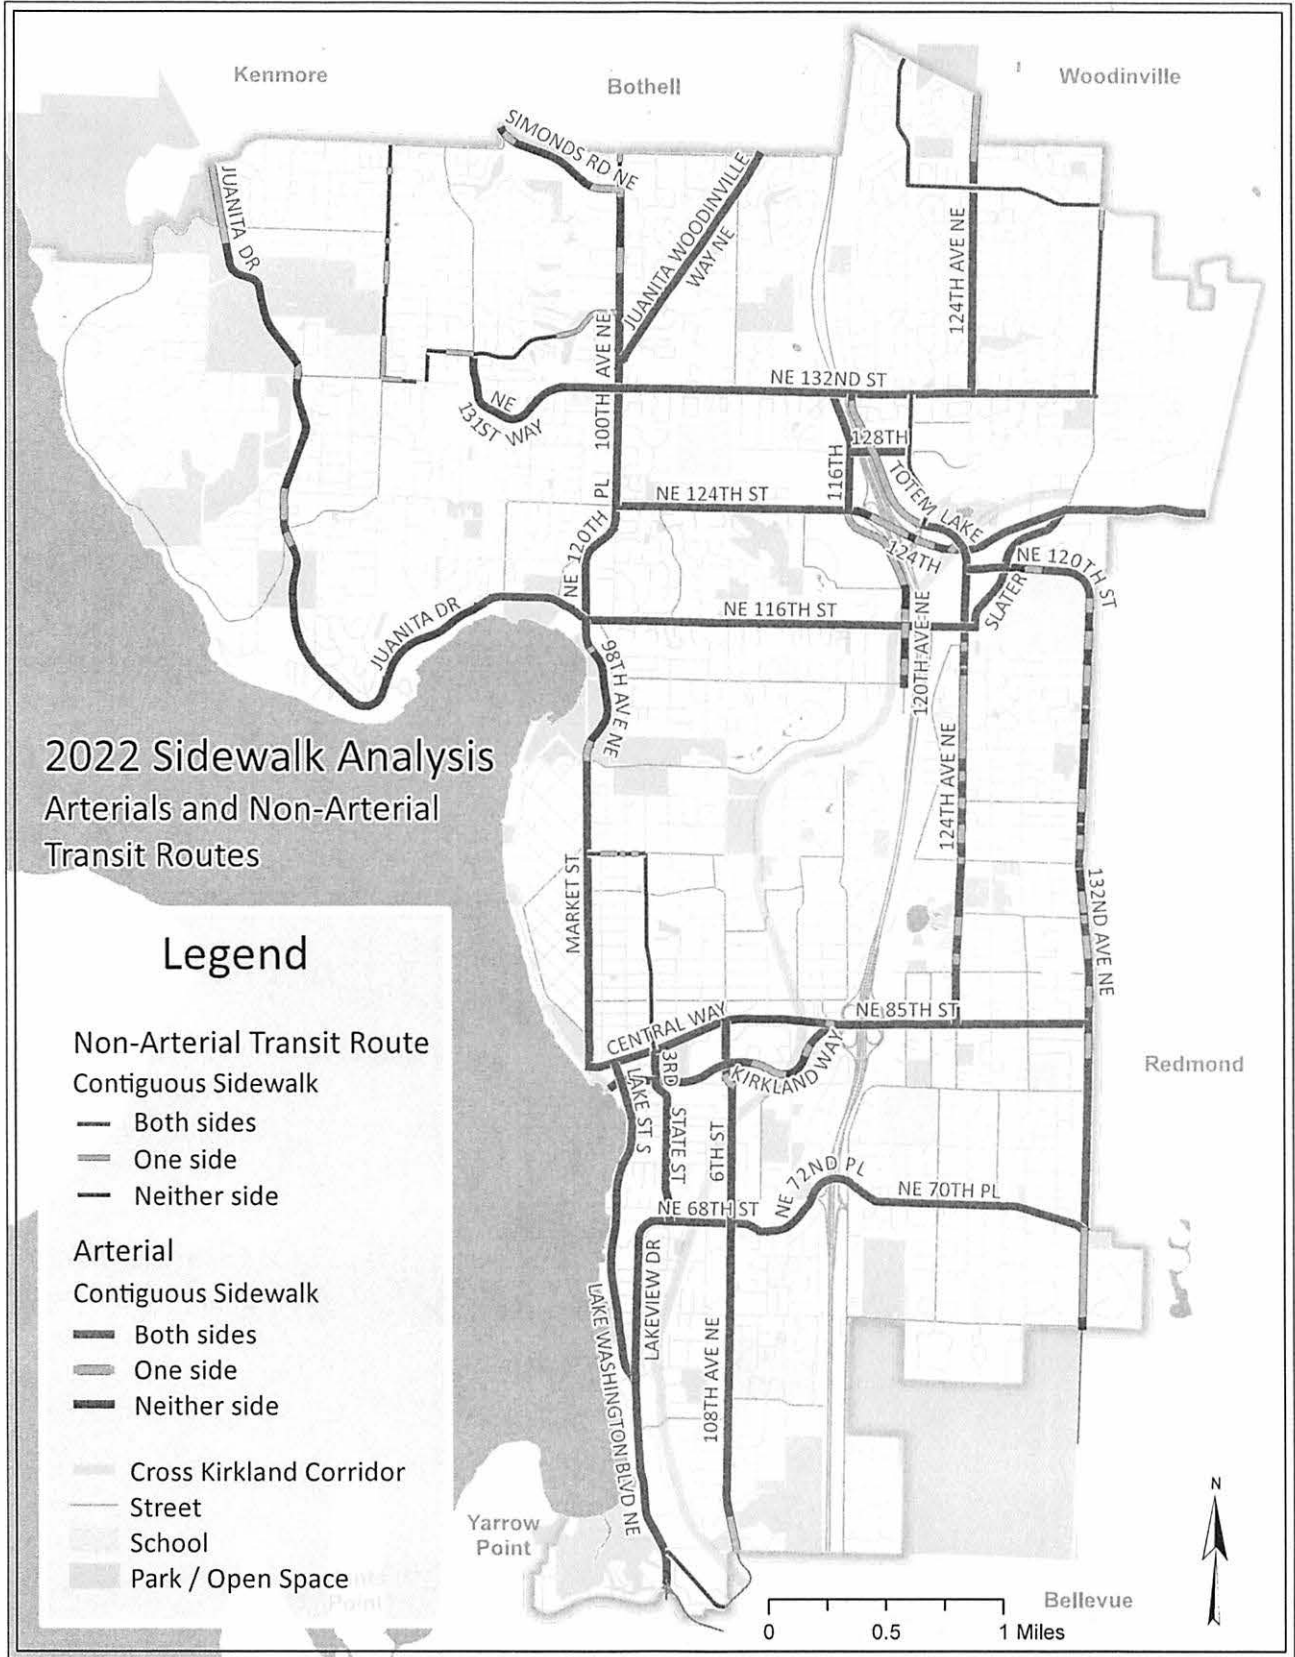 Kenmore
Bothell
Woodinville
SIMONDS RD NE
JUANITA DR
JUANITA WOODINVILLE
WAY NE
124TH AVE NE
100TH AVE NE
NE 132ND ST
NE
131ST WAY
128TH
116TH
TOTEM LAKE
NE 124TH ST
NE 120TH PL
124TH
NE 120TH ST
SLATER
NE 116TH ST
JUANITA DR
98TH AVE NE
120TH AVE NE
124TH AVE NE
2022 Sidewalk Analysis
Arterials and Non-Arterial
Transit Routes
MARKET ST
132ND AVE NE
NE 85TH ST
CENTRAL WAY
3RD
KIRKLAND WAY
Redmond
LAKE ST S
STATE ST
6TH ST
NE 72ND PL
NE 70TH PL
NE 68TH ST
LAKEVIEW DR
LAKE WASHINGTON BLVD NE
108TH AVE NE
Legend
Non-Arterial Transit Route
Contiguous Sidewalk
Both sides
One side
Neither side
Arterial
Contiguous Sidewalk
Both sides
One side
Neither side
Cross Kirkland Corridor
Street
School
Park / Open Space
Point
Yarrow
Point
Bellevue
N
0 0.5 1 Miles